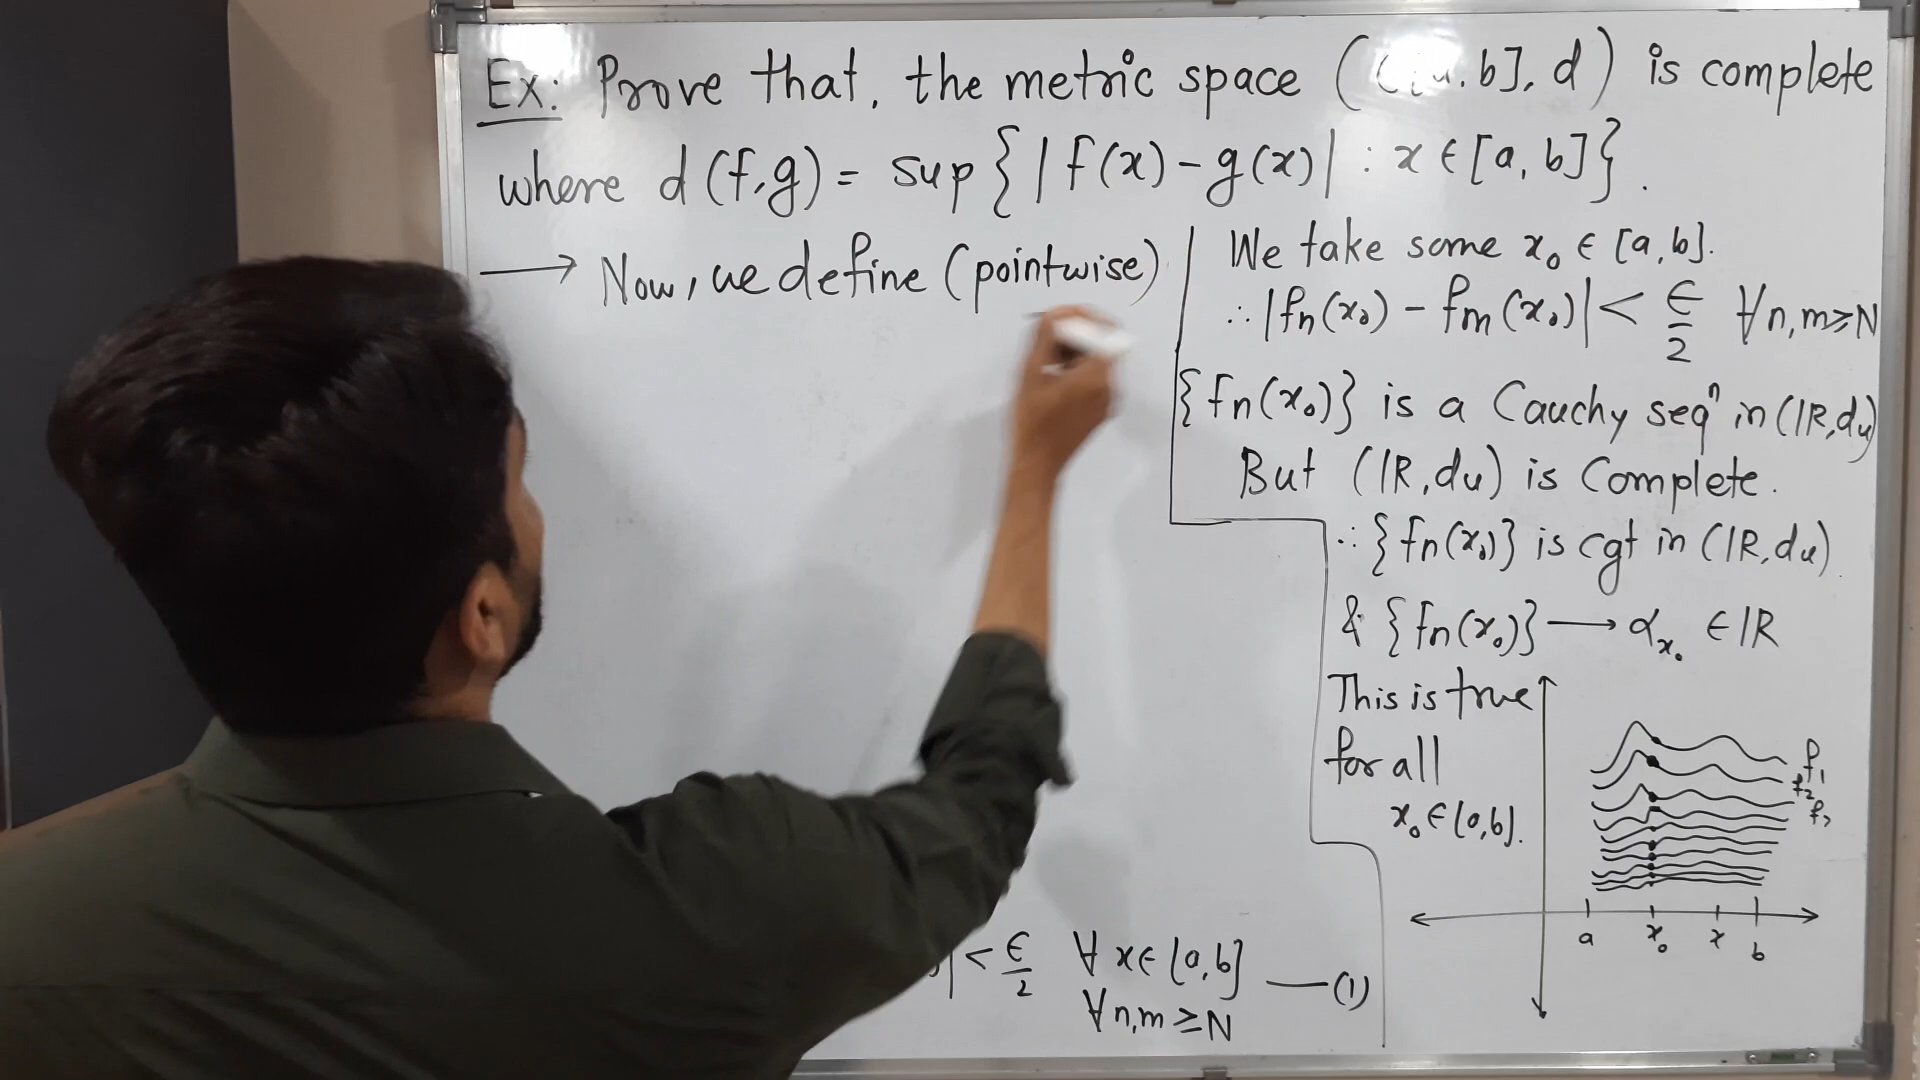 Ex: Prove that, the metric space ( b], d) is complete
where d(f,g) = sup{|f(x)-g(x)| : x ∈ [a, b]}.
→ Now, we define (pointwise)
We take some x₀ ∈ [a,b].
∴ |fn(x₀) - fm(x₀)| < ϵ/2 ∀n,m≥N
{fn(x₀)} is a Cauchy seqⁿ in (IR,du)
But (IR,du) is Complete.
∴ {fn(x₀)} is cgt in (IR,du)
& {fn(x₀)} → αx₀ ∈ IR
This is true
for all
x₀ ∈ [a,b].
f₁
f₂
a x₀ x b
| < ϵ/2 ∀ x∈[a,b] —(1)
∀n,m ≥ N